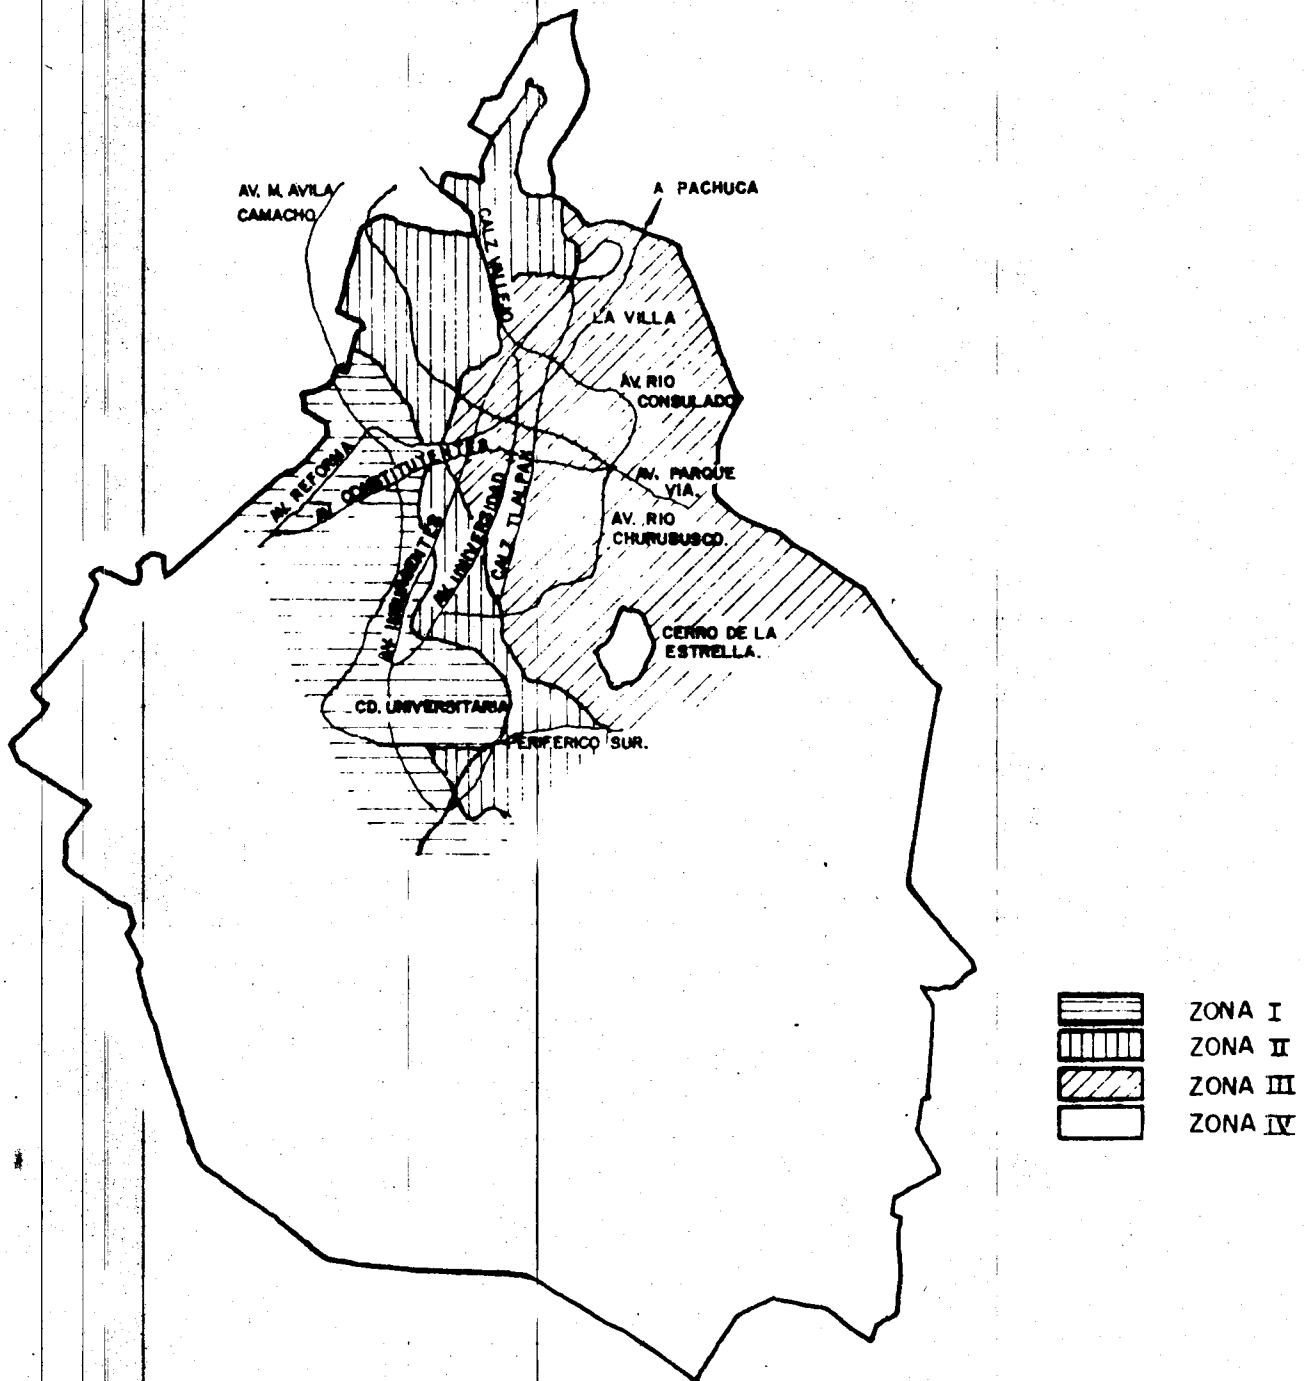 AV. M. AVILA
CAMACHO
A PACHUCA
CALZ. VALLEJO
LA VILLA
AV. RIO
CONSULADO
AV. REFORMA
AV. CONSTITUYENTES
AV. UNIVERSIDAD
CALZ. TLALPAN
AV. PARQUE
VIA.
AV. RIO
CHURUBUSCO.
CERRO DE LA
ESTRELLA.
CD. UNIVERSITARIA
PERIFERICO SUR.
ZONA I
ZONA II
ZONA III
ZONA IV